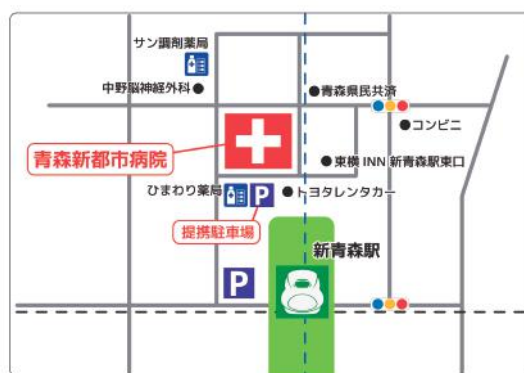 サン調剤薬局
中野脳神経外科
青森県民共済
コンビニ
青森新都市病院
東横INN 新青森駅東口
ひまわり薬局
P
トヨタレンタカー
提携駐車場
新青森駅
P